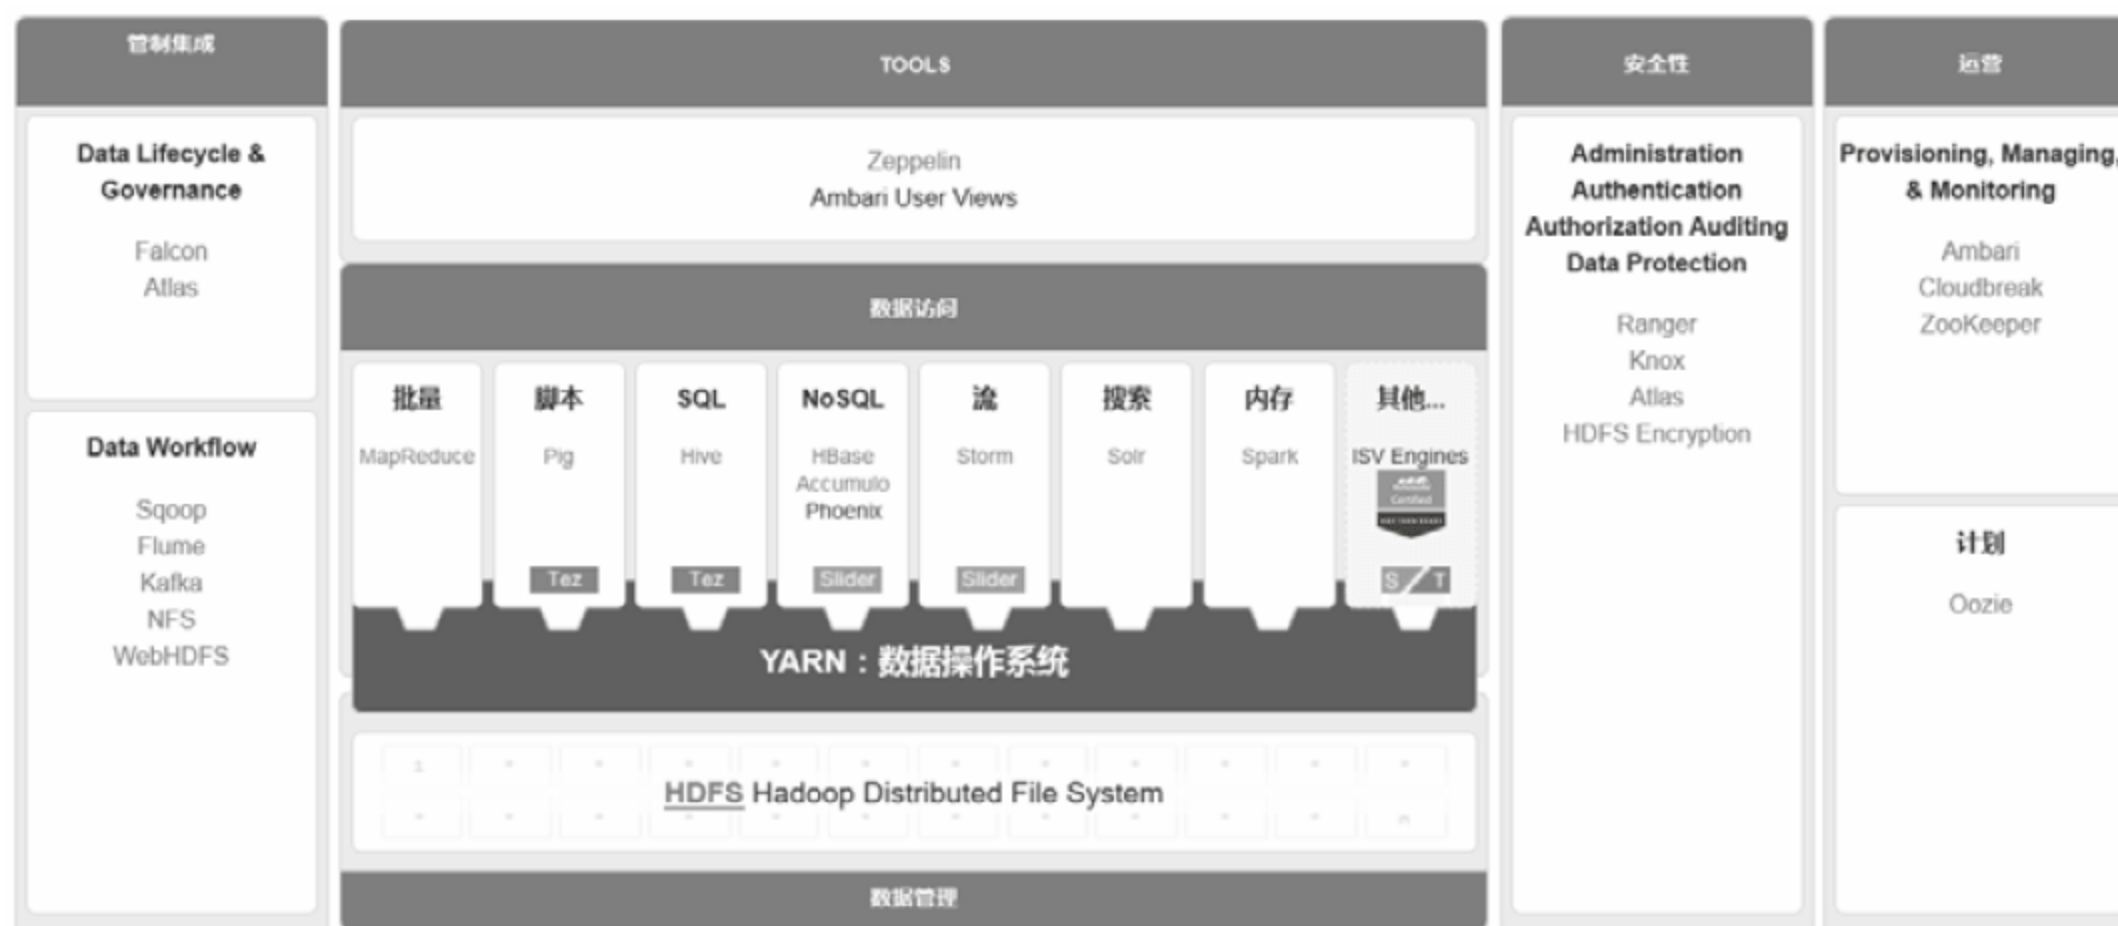 管制集成
Data Lifecycle &
Governance
Falcon
Atlas
Data Workflow
Sqoop
Flume
Kafka
NFS
WebHDFS
TOOLS
Zeppelin
Ambari User Views
数据访问
批量
MapReduce
脚本
Pig
Tez
SQL
Hive
Tez
NoSQL
HBase
Accumulo
Phoenix
Slider
流
Storm
Slider
搜索
Solr
内存
Spark
其他...
ISV Engines
Certified
S / T
YARN：数据操作系统
1
HDFS Hadoop Distributed File System
数据管理
安全性
Administration
Authentication
Authorization Auditing
Data Protection
Ranger
Knox
Atlas
HDFS Encryption
运营
Provisioning, Managing,
& Monitoring
Ambari
Cloudbreak
ZooKeeper
计划
Oozie